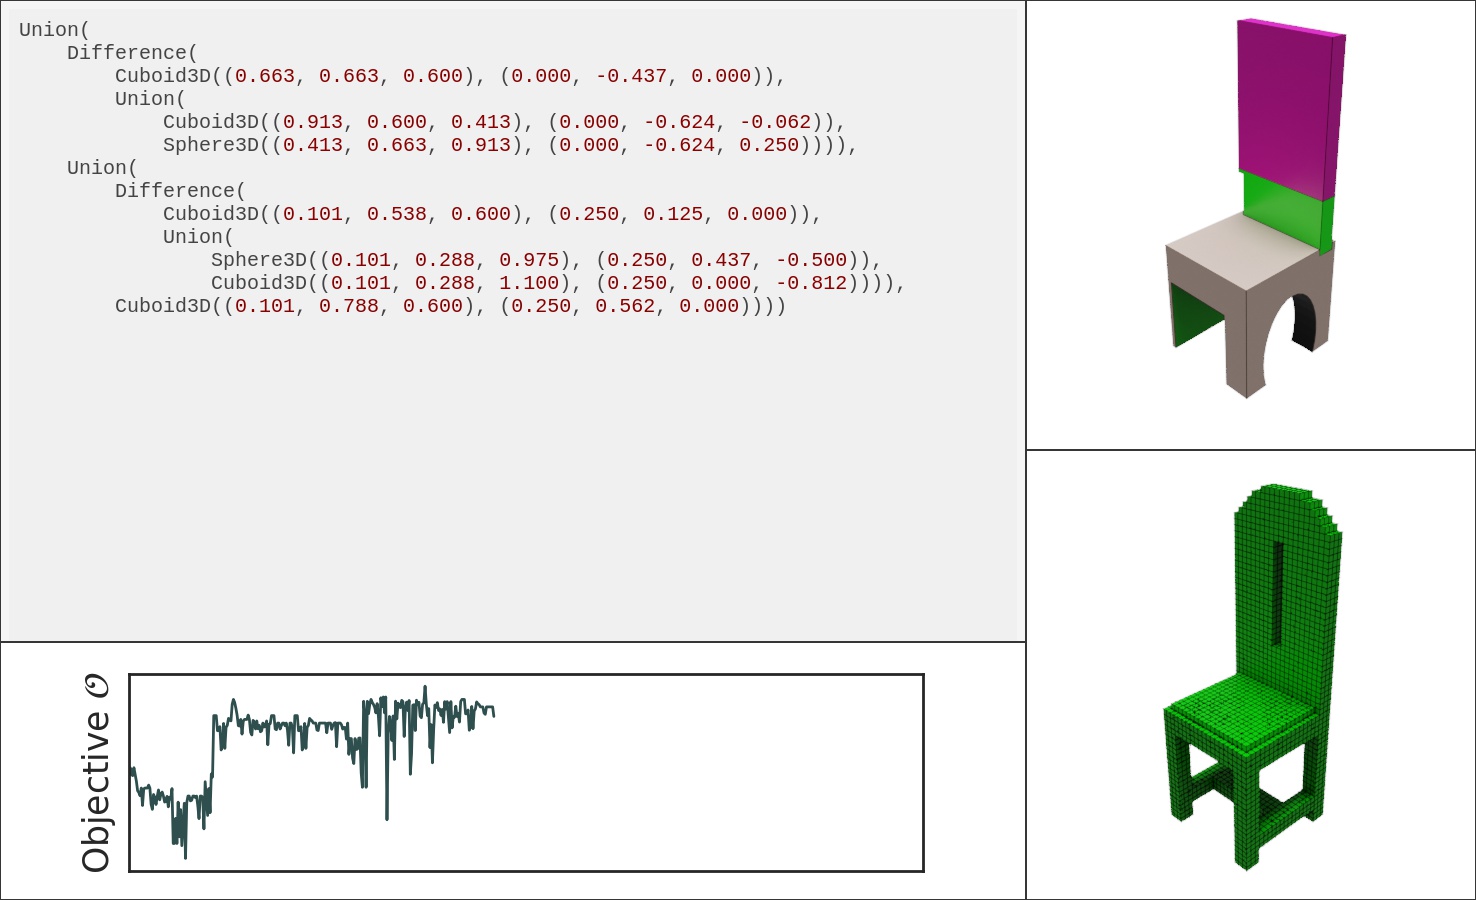 Union(
    Difference(
        Cuboid3D((0.663, 0.663, 0.600), (0.000, -0.437, 0.000)),
        Union(
            Cuboid3D((0.913, 0.600, 0.413), (0.000, -0.624, -0.062)),
            Sphere3D((0.413, 0.663, 0.913), (0.000, -0.624, 0.250)))),
    Union(
        Difference(
            Cuboid3D((0.101, 0.538, 0.600), (0.250, 0.125, 0.000)),
            Union(
                Sphere3D((0.101, 0.288, 0.975), (0.250, 0.437, -0.500)),
                Cuboid3D((0.101, 0.288, 1.100), (0.250, 0.000, -0.812)))),
        Cuboid3D((0.101, 0.788, 0.600), (0.250, 0.562, 0.000))))
Objective 𝒪